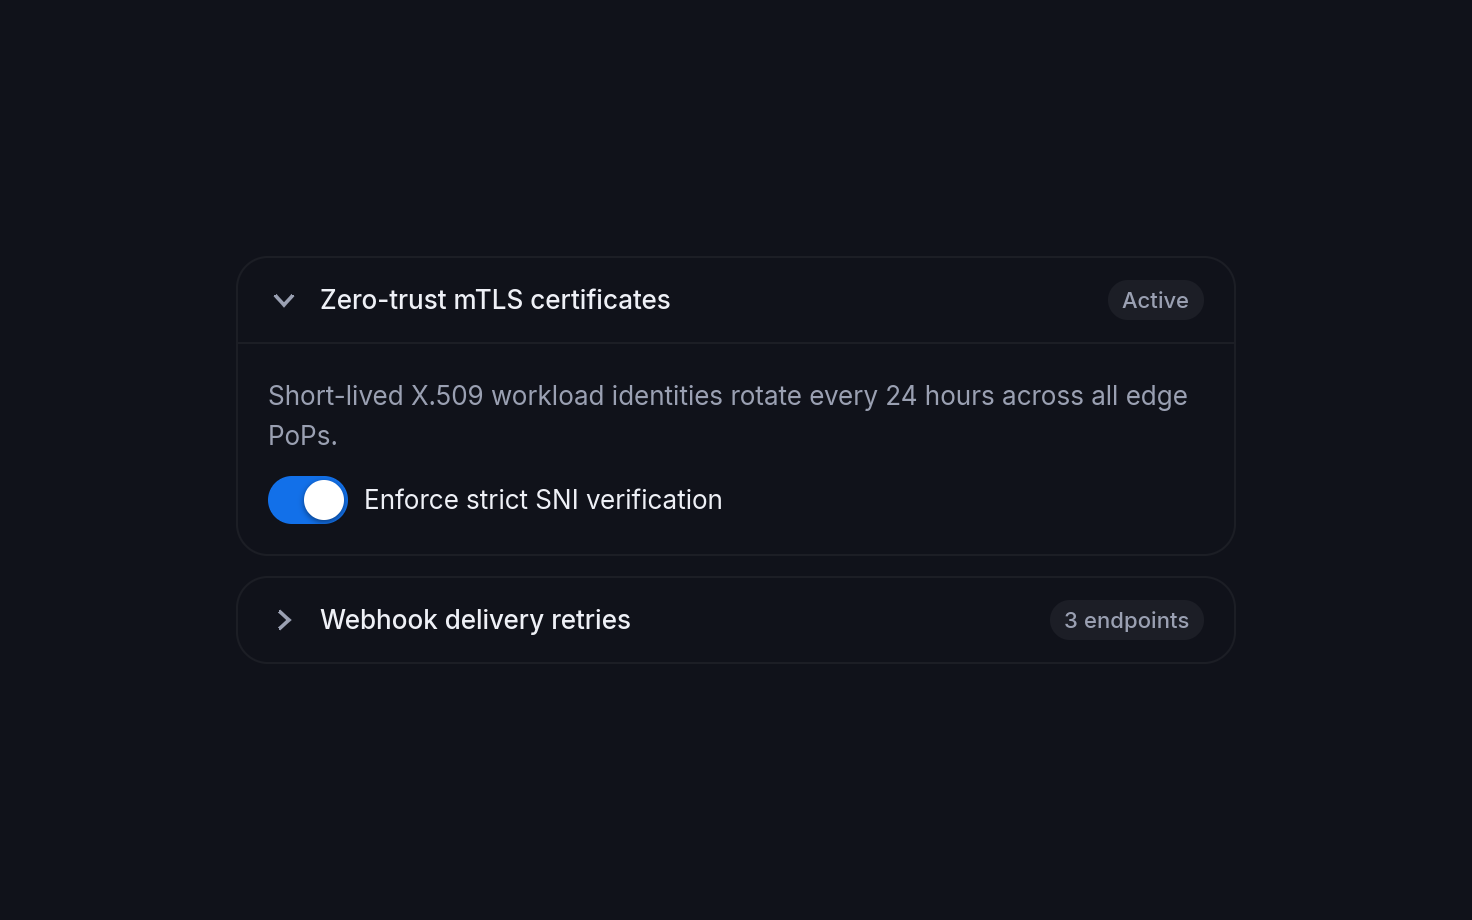 Zero-trust mTLS certificates
Active
Short-lived X.509 workload identities rotate every 24 hours across all edge
PoPs.
Enforce strict SNI verification
Webhook delivery retries
3 endpoints